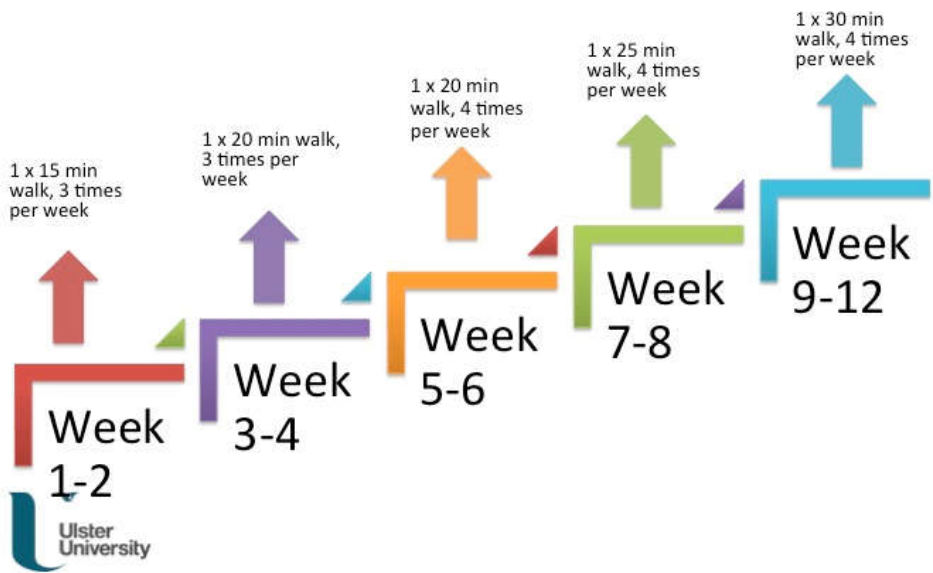 1 x 15 min
walk, 3 times
per week
Week
1-2
1 x 20 min walk,
3 times per
week
Week
3-4
1 x 20 min
walk, 4 times
per week
Week
5-6
1 x 25 min
walk, 4 times
per week
Week
7-8
1 x 30 min
walk, 4 times
per week
Week
9-12
Ulster
University